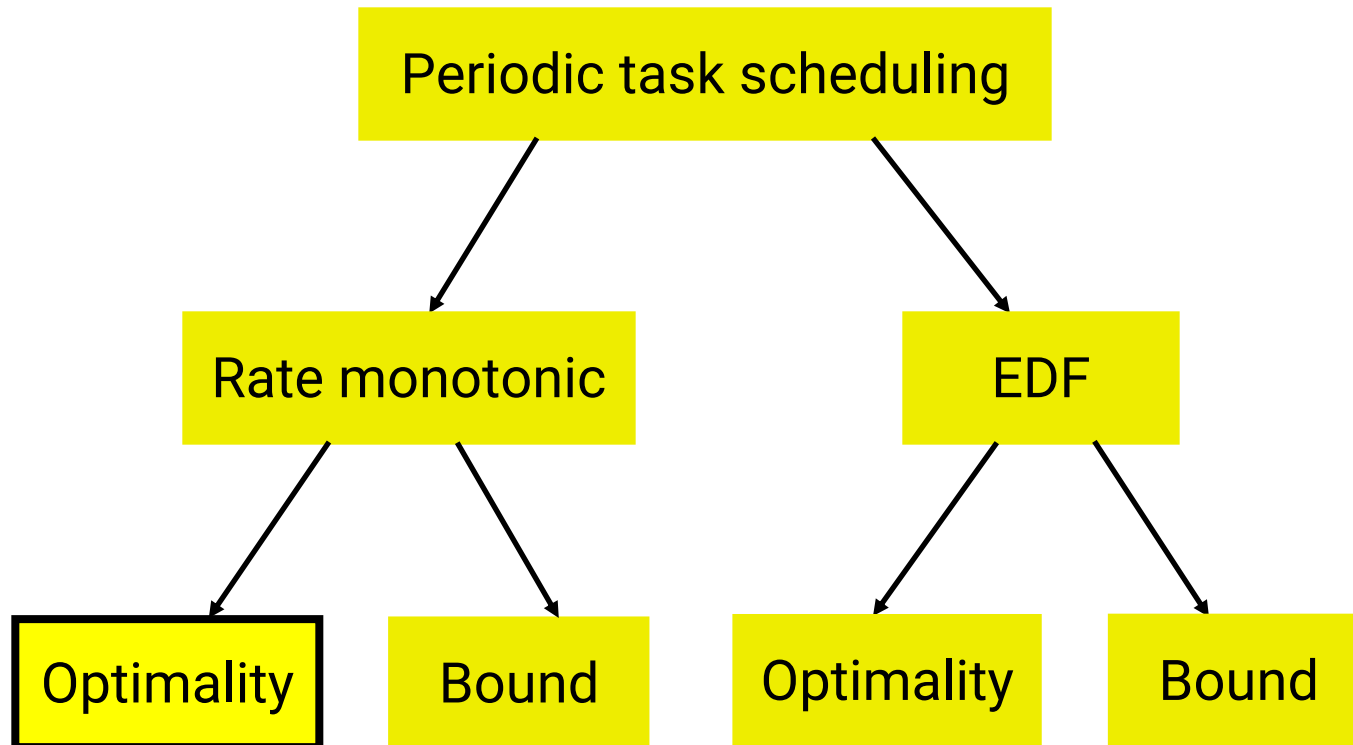 Periodic task scheduling
Rate monotonic
EDF
Optimality
Bound
Optimality
Bound